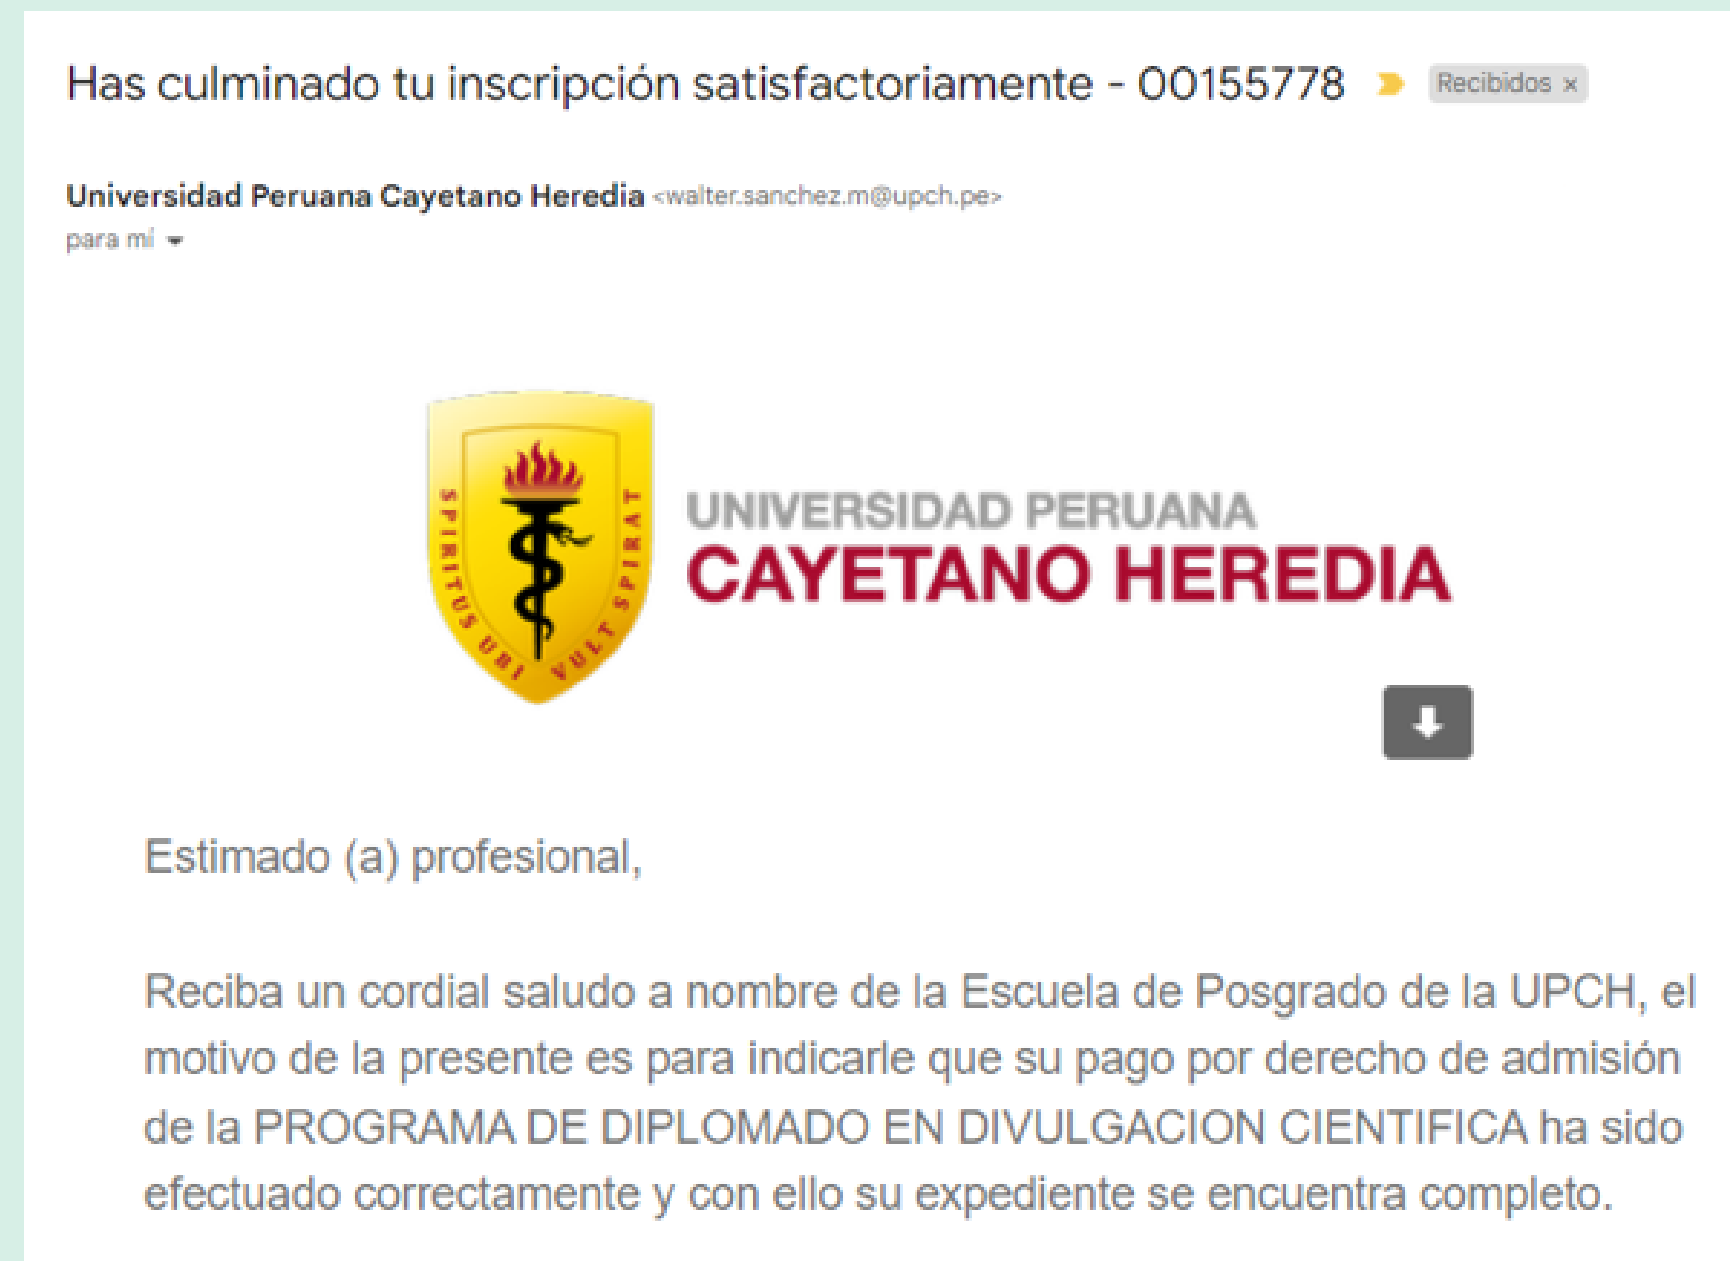 Has culminado tu inscripción satisfactoriamente - 00155778 Recibidos x
Universidad Peruana Cayetano Heredia <walter.sanchez.m@upch.pe>
para mí
SPIRITUS UBI VULT SPIRAT
UNIVERSIDAD PERUANA
CAYETANO HEREDIA
Estimado (a) profesional,
Reciba un cordial saludo a nombre de la Escuela de Posgrado de la UPCH, el
motivo de la presente es para indicarle que su pago por derecho de admisión
de la PROGRAMA DE DIPLOMADO EN DIVULGACION CIENTIFICA ha sido
efectuado correctamente y con ello su expediente se encuentra completo.